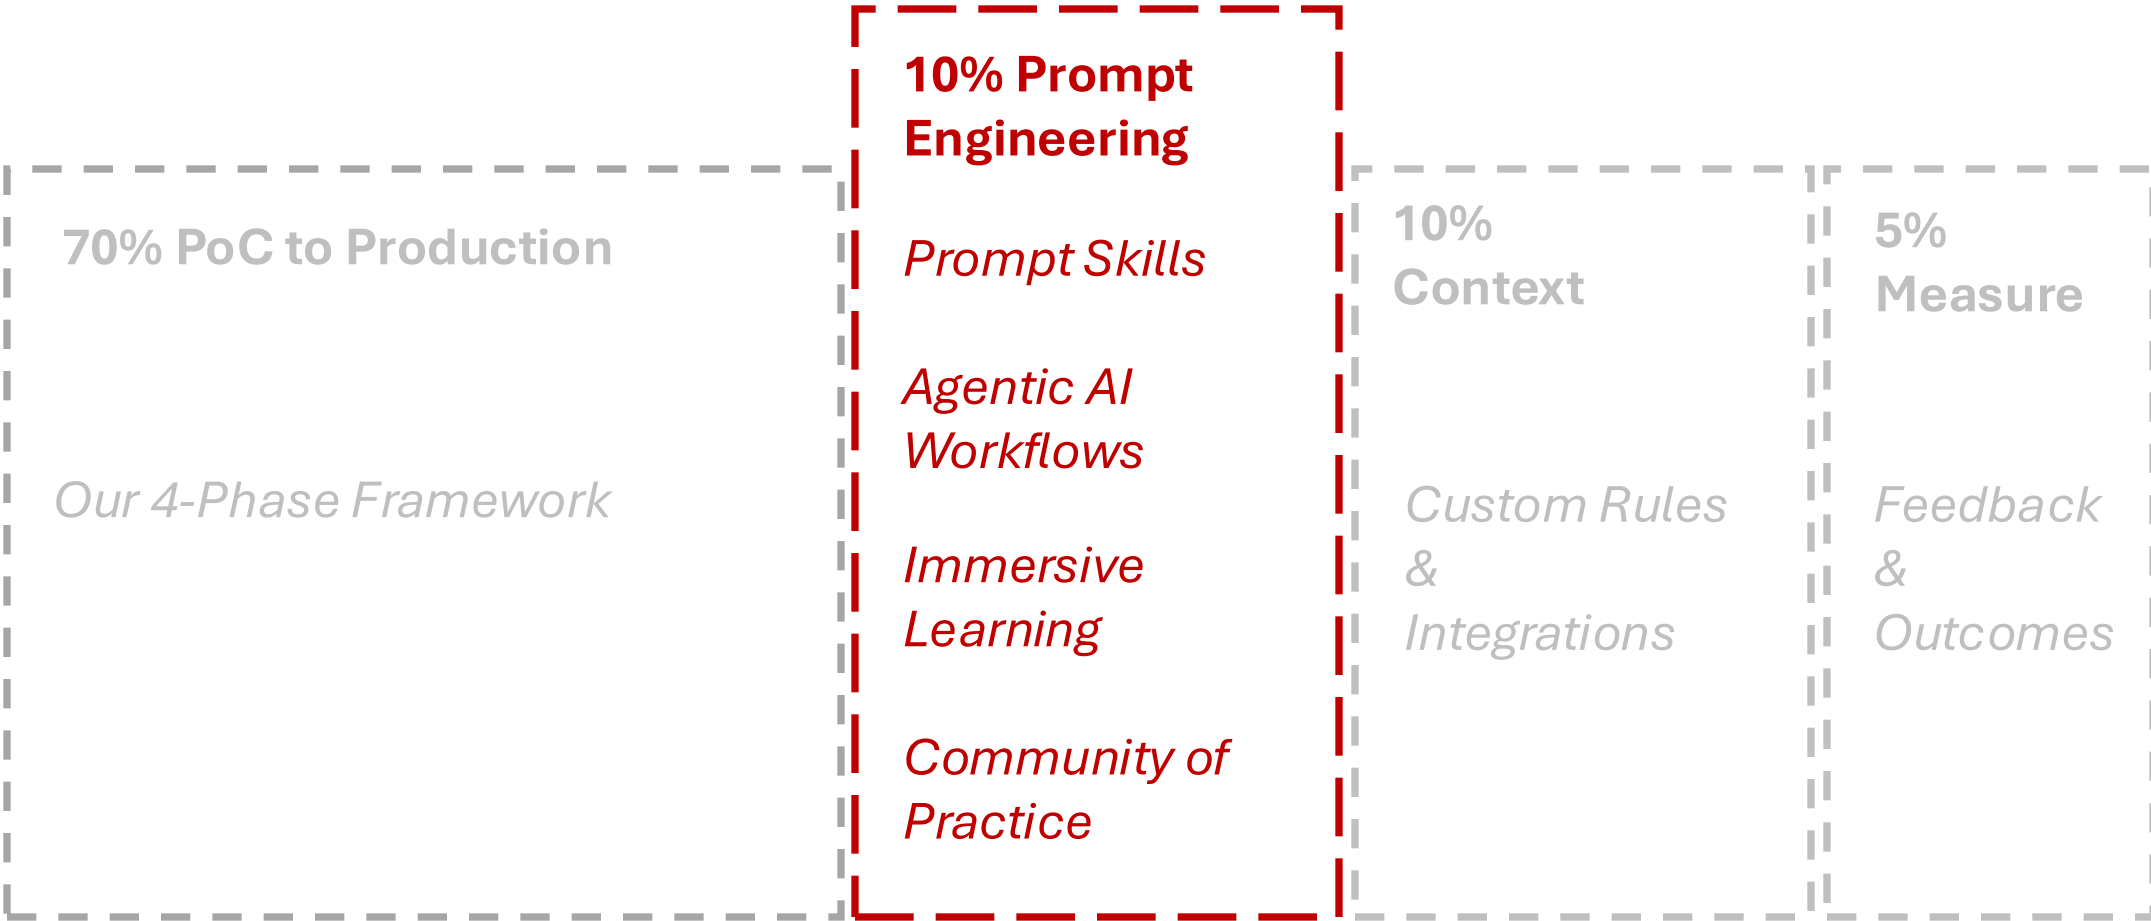 70% PoC to Production
Our 4-Phase Framework
10% Prompt
Engineering
Prompt Skills
Agentic AI
Workflows
Immersive
Learning
Community of
Practice
10%
Context
Custom Rules
&
Integrations
5%
Measure
Feedback
&
Outcomes